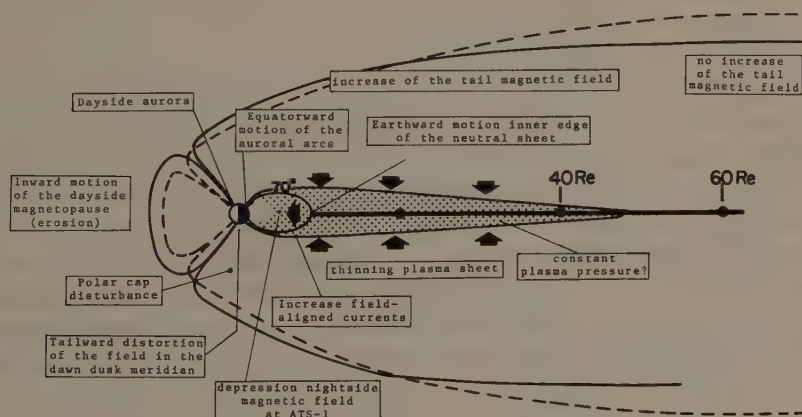 increase of the tail magnetic field
no increase
of the tail
magnetic field
Dayside aurora
Equatorward
motion of the
auroral arcs
Earthward motion inner edge
of the neutral sheet
Inward motion
of the dayside
magnetopause
(erosion)
70°
40Re
60Re
thinning plasma sheet
constant
plasma pressure?
Polar cap
disturbance
Increase field-
aligned currents
Tailward distortion
of the field in the
dawn dusk meridian
depression nightside
magnetic field
at ATS-1